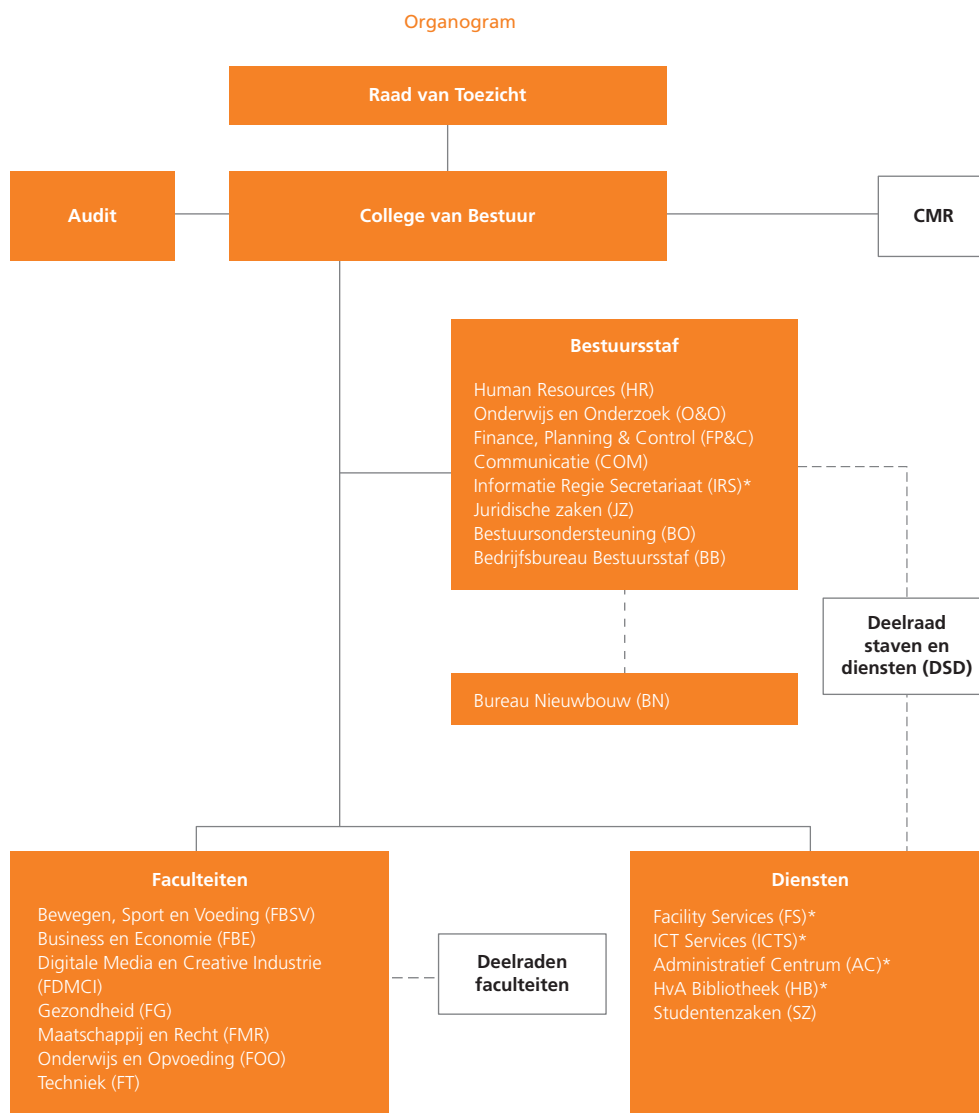 Organogram
Raad van Toezicht
Audit
College van Bestuur
CMR
Bestuursstaf
Human Resources (HR)
Onderwijs en Onderzoek (O&O)
Finance, Planning & Control (FP&C)
Communicatie (COM)
Informatie Regie Secretariaat (IRS)*
Juridische zaken (JZ)
Bestuursondersteuning (BO)
Bedrijfsbureau Bestuursstaf (BB)
Deelraad
staven en
diensten (DSD)
Bureau Nieuwbouw (BN)
Faculteiten
Bewegen, Sport en Voeding (FBSV)
Business en Economie (FBE)
Digitale Media en Creative Industrie
(FDMCI)
Gezondheid (FG)
Maatschappij en Recht (FMR)
Onderwijs en Opvoeding (FOO)
Techniek (FT)
Deelraden
faculteiten
Diensten
Facility Services (FS)*
ICT Services (ICTS)*
Administratief Centrum (AC)*
HvA Bibliotheek (HB)*
Studentenzaken (SZ)